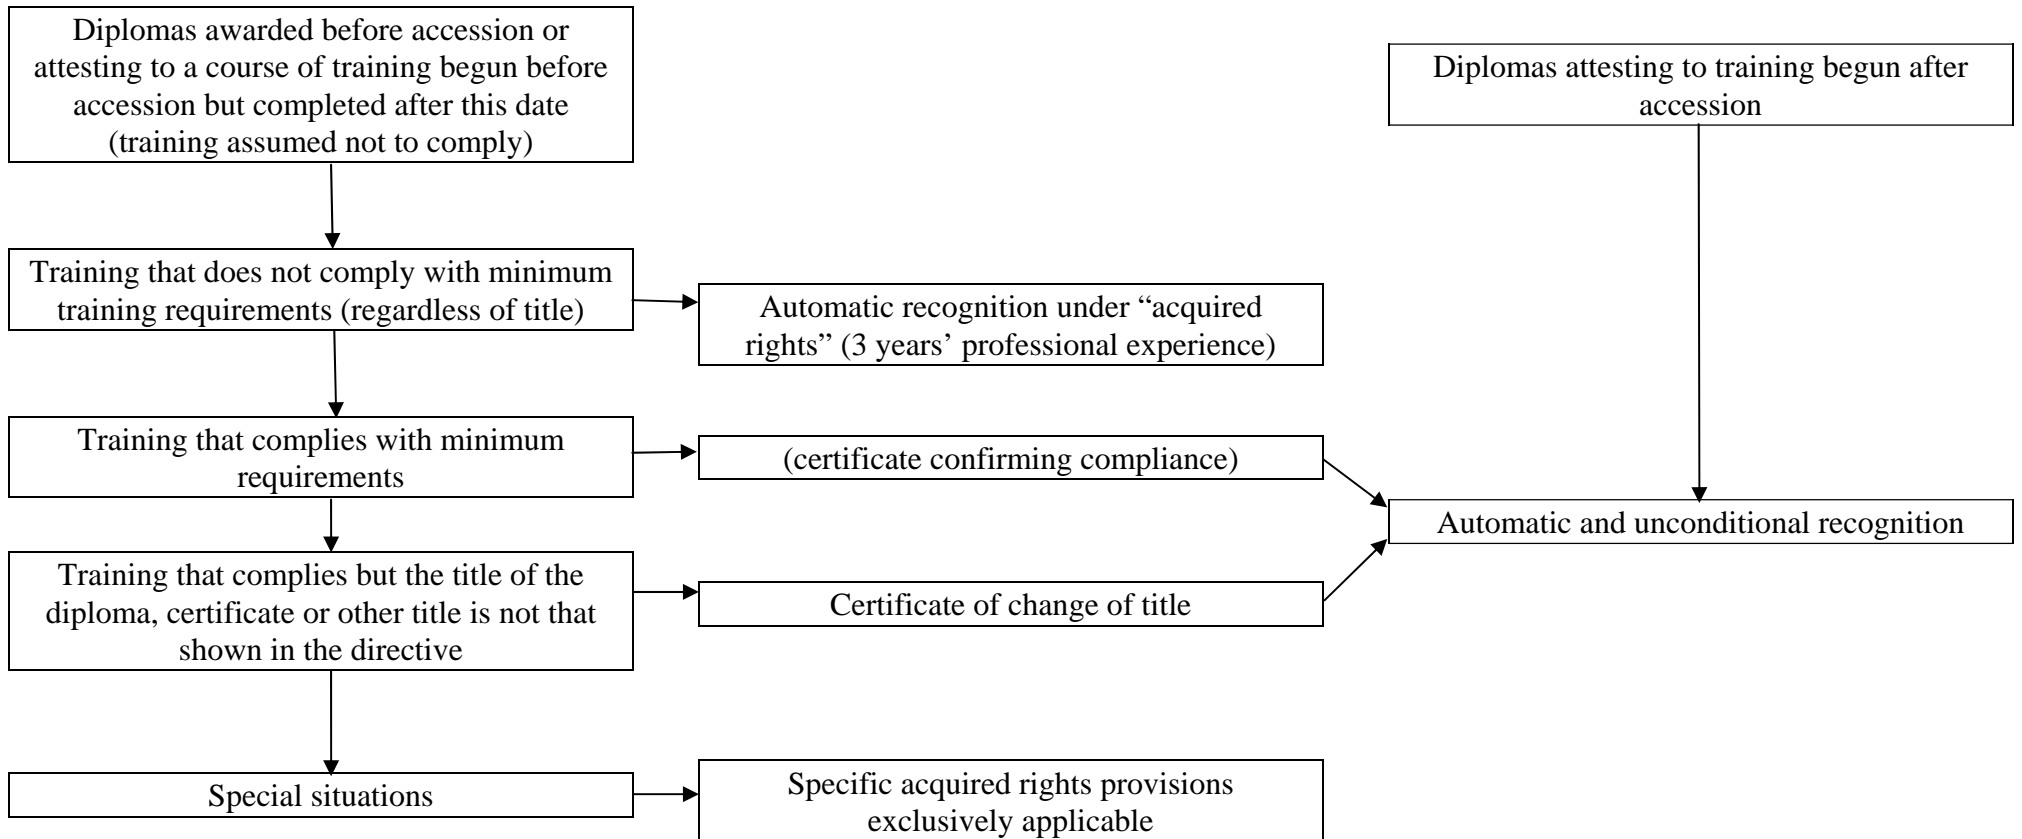 Diplomas awarded before accession or
attesting to a course of training begun before
accession but completed after this date
(training assumed not to comply)
Diplomas attesting to training begun after
accession
Training that does not comply with minimum
training requirements (regardless of title)
Automatic recognition under “acquired
rights” (3 years’ professional experience)
Training that complies with minimum
requirements
(certificate confirming compliance)
Automatic and unconditional recognition
Training that complies but the title of the
diploma, certificate or other title is not that
shown in the directive
Certificate of change of title
Special situations
Specific acquired rights provisions
exclusively applicable